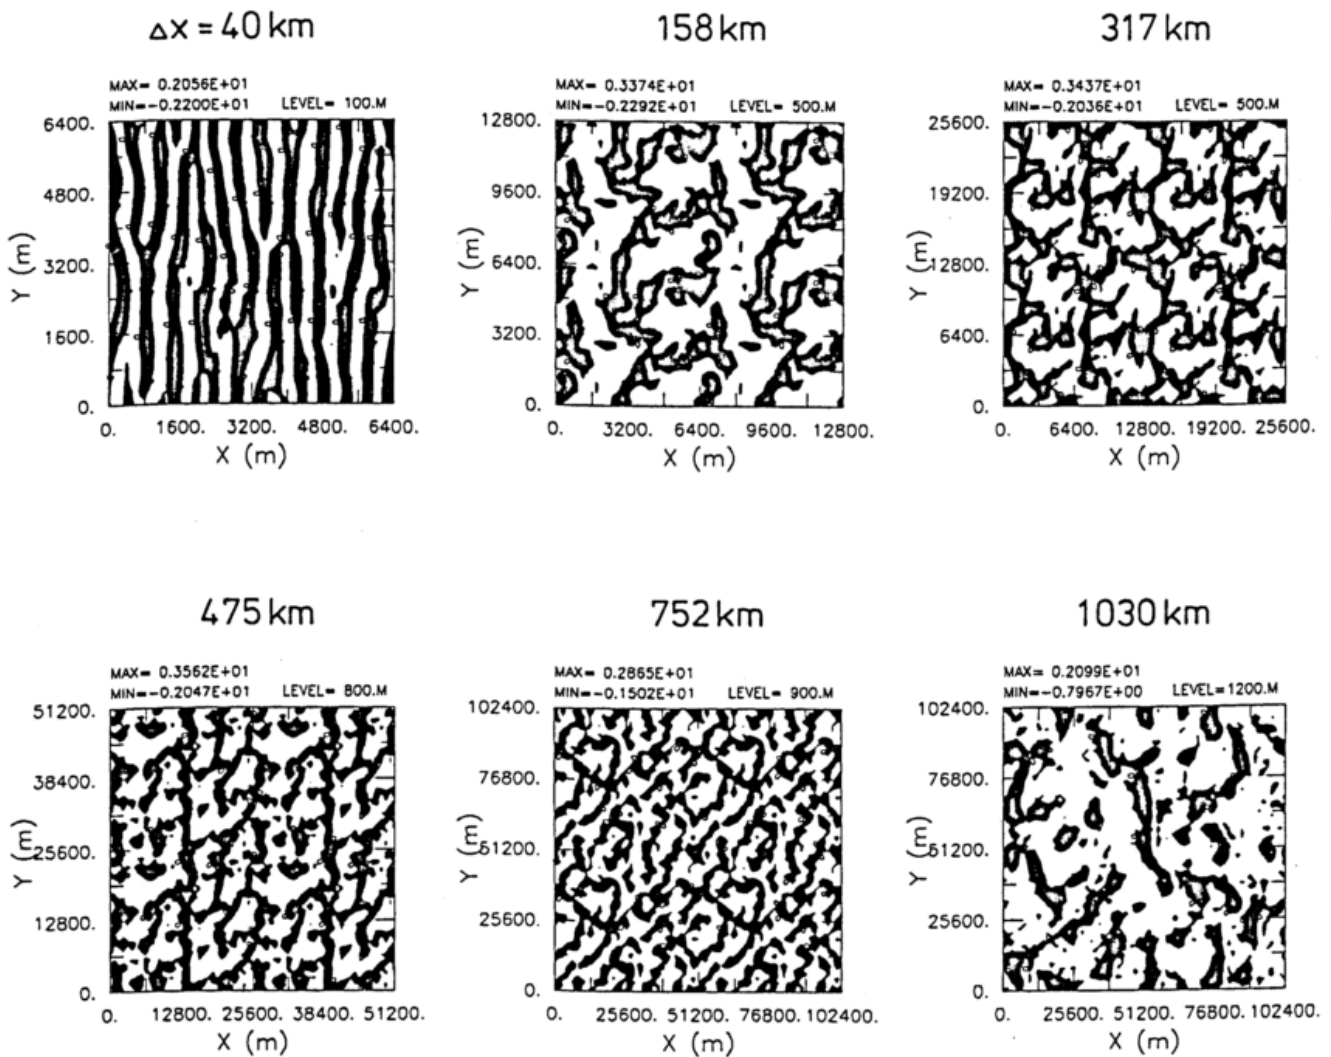 Δx = 40 km
158 km
317 km
MAX= 0.2056E+01
MIN=-0.2200E+01 LEVEL= 100.M
MAX= 0.3374E+01
MIN=-0.2292E+01 LEVEL= 500.M
MAX= 0.3437E+01
MIN=-0.2036E+01 LEVEL= 500.M
6400.
4800.
3200.
1600.
0.
Y (m)
0. 1600. 3200. 4800. 6400.
X (m)
12800.
9600.
6400.
3200.
0.
Y (m)
0. 3200. 6400. 9600. 12800.
X (m)
25600.
19200.
12800.
6400.
0.
Y (m)
0. 6400. 12800. 19200. 25600.
X (m)
475 km
752 km
1030 km
MAX= 0.3562E+01
MIN=-0.2047E+01 LEVEL= 800.M
MAX= 0.2865E+01
MIN=-0.1502E+01 LEVEL= 900.M
MAX= 0.2099E+01
MIN=-0.7967E+00 LEVEL=1200.M
51200.
38400.
25600.
12800.
0.
Y (m)
0. 12800. 25600. 38400. 51200.
X (m)
102400.
76800.
51200.
25600.
0.
Y (m)
0. 25600. 51200. 76800. 102400.
X (m)
102400.
76800.
51200.
25600.
0.
Y (m)
0. 25600. 51200. 76800. 102400.
X (m)